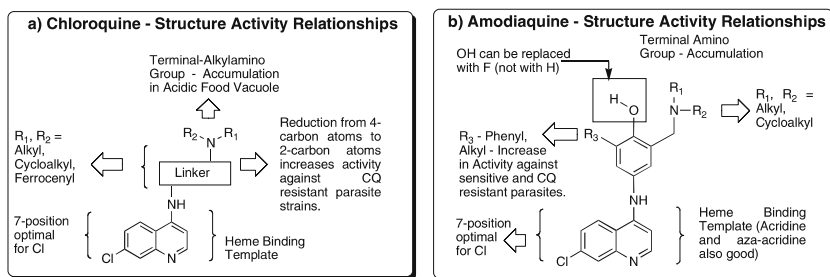 a) Chloroquine - Structure Activity Relationships
Terminal-Alkylamino
Group - Accumulation
in Acidic Food Vacuole
R1, R2 =
Alkyl,
Cycloalkyl,
Ferrocenyl
R2 N R1
Linker
Reduction from 4-
carbon atoms to
2-carbon atoms
increases activity
against CQ
resistant parasite
strains.
NH
7-position
optimal
for Cl
Cl
N
Heme Binding
Template
b) Amodiaquine - Structure Activity Relationships
OH can be replaced
with F (not with H)
Terminal Amino
Group - Accumulation
H
O
R1
N R2
R1, R2 =
Alkyl,
Cycloalkyl
R3 - Phenyl,
Alkyl - Increase
in Activity against
sensitive and CQ
resistant parasites.
R3
NH
7-position
optimal
for Cl
Cl
N
Heme Binding
Template (Acridine
and aza-acridine
also good)